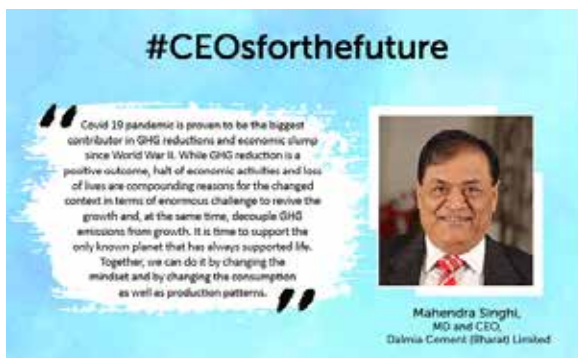 #CEOsforthefuture
Covid 19 pandemic is proven to be the biggest
contributor in GHG reductions and economic slump
since World War II. While GHG reduction is a
positive outcome, halt of economic activities and loss
of lives are compounding reasons for the changed
context in terms of enormous challenge to revive the
growth and, at the same time, decouple GHG
emissions from growth. It is time to support the
only known planet that has always supported life.
Together, we can do it by changing the
mindset and by changing the consumption
as well as production patterns.
Mahendra Singhi,
MD and CEO,
Dalmia Cement (Bharat) Limited